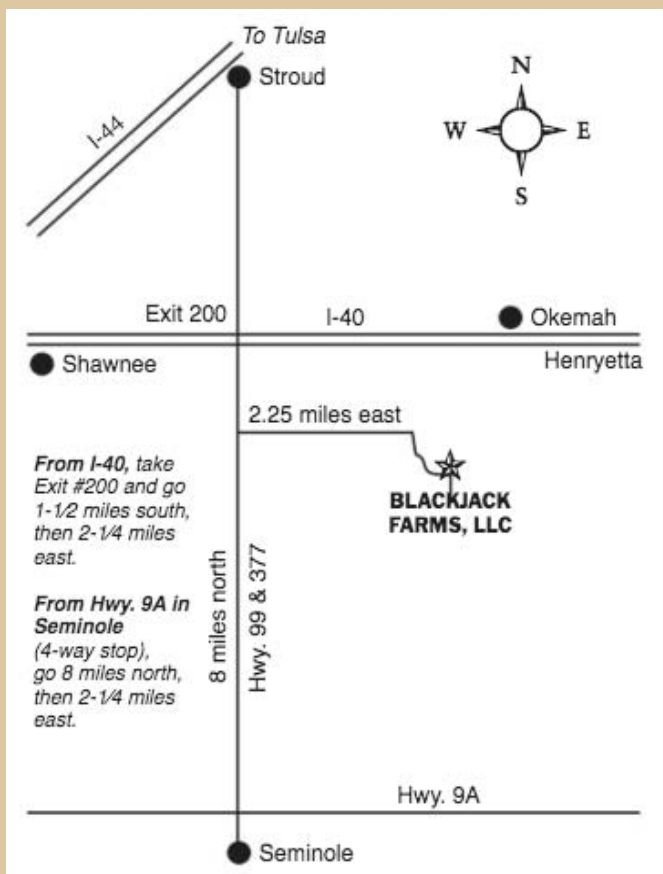 To Tulsa
Stroud
I-44
N
W E
S
Exit 200
I-40
Okemah
Shawnee
Henryetta
2.25 miles east
From I-40, take
Exit #200 and go
1-1/2 miles south,
then 2-1/4 miles
east.
BLACKJACK
FARMS, LLC
From Hwy. 9A in
Seminole
(4-way stop),
go 8 miles north,
then 2-1/4 miles
east.
8 miles north
Hwy. 99 & 377
Hwy. 9A
Seminole